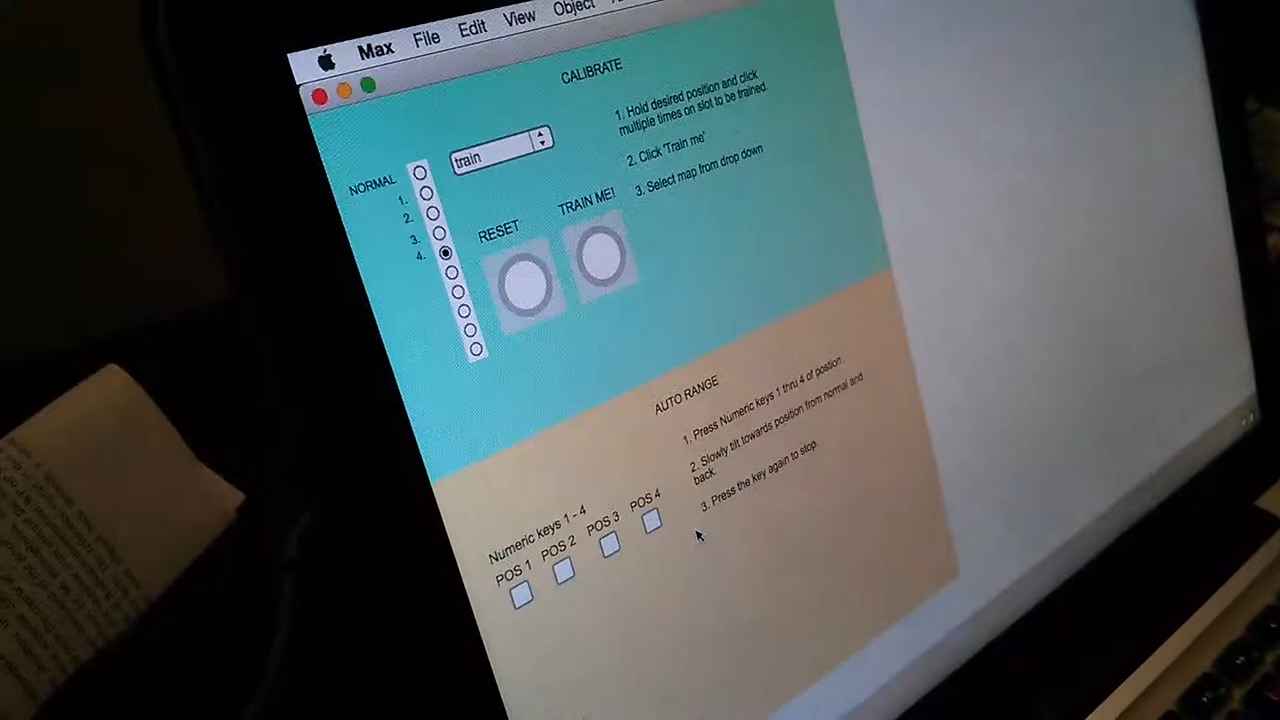 Max File Edit View Object
CALIBRATE
1. Hold desired position and click
multiple times on slot to be trained.
2. Click 'Train me'
3. Select map from drop down
train
NORMAL
1.
2.
3.
4.
RESET
TRAIN ME!
AUTO RANGE
1. Press Numeric keys 1 thru 4 of postion.
2. Slowly tilt towards position from normal and
back.
3. Press the key again to stop.
Numeric keys 1 - 4
POS 1 POS 2 POS 3 POS 4